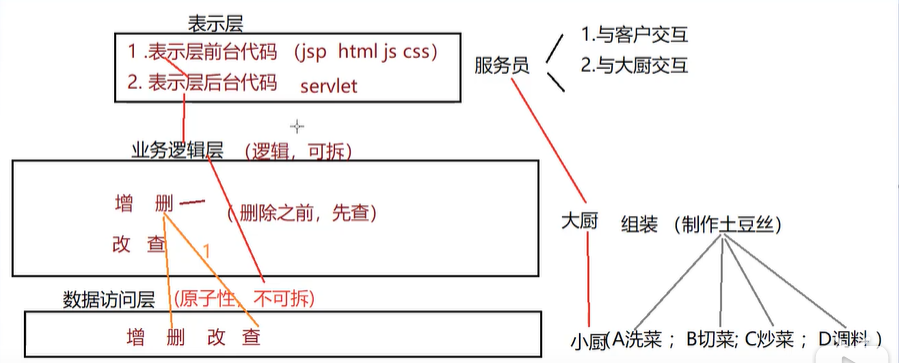 表示层
1 .表示层前台代码 （jsp html js css）
2. 表示层后台代码 servlet
服务员
1.与客户交互
2.与大厨交互
业务逻辑层 （逻辑，可拆）
增 删
（ 删除之前，先查）
改 查
1
大厨 组装 （制作土豆丝）
数据访问层 （原子性，不可拆）
增 删 改 查
小厨（A洗菜 ；B切菜; C炒菜 ；D调料 ）